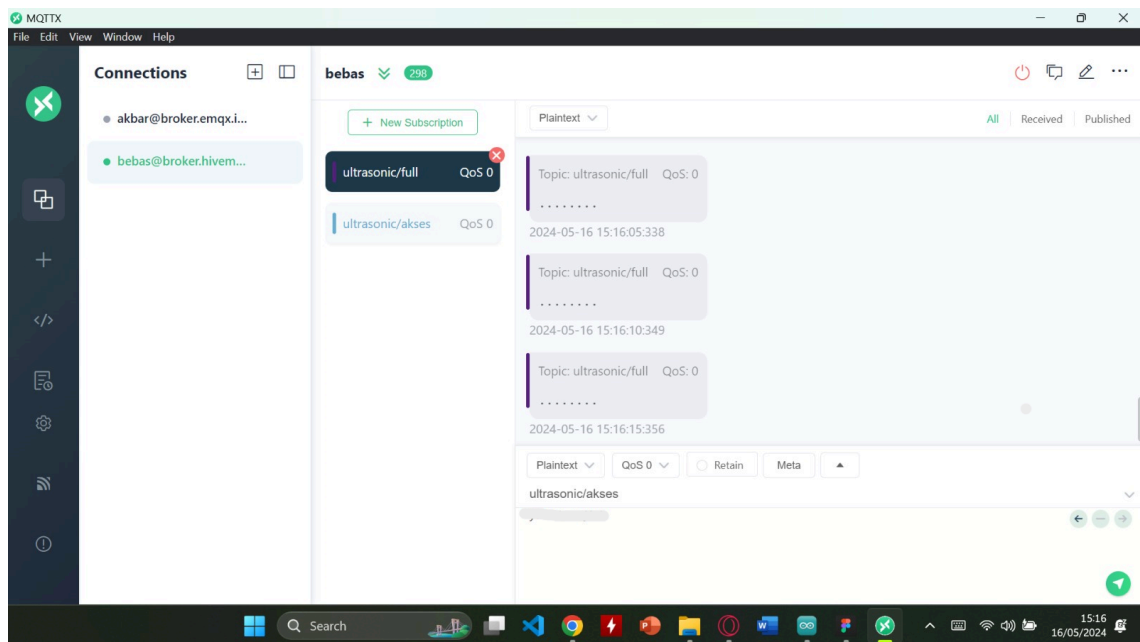 MQTTX
File Edit View Window Help
Connections
akbar@broker.emqx.i...
bebas@broker.hivem...
bebas 298
+ New Subscription
ultrasonic/full QoS 0
ultrasonic/akses QoS 0
Plaintext
All Received Published
Topic: ultrasonic/full QoS: 0
........
2024-05-16 15:16:05:338
Topic: ultrasonic/full QoS: 0
........
2024-05-16 15:16:10:349
Topic: ultrasonic/full QoS: 0
........
2024-05-16 15:16:15:356
Plaintext QoS 0 Retain Meta
ultrasonic/akses
Search
15:16
16/05/2024